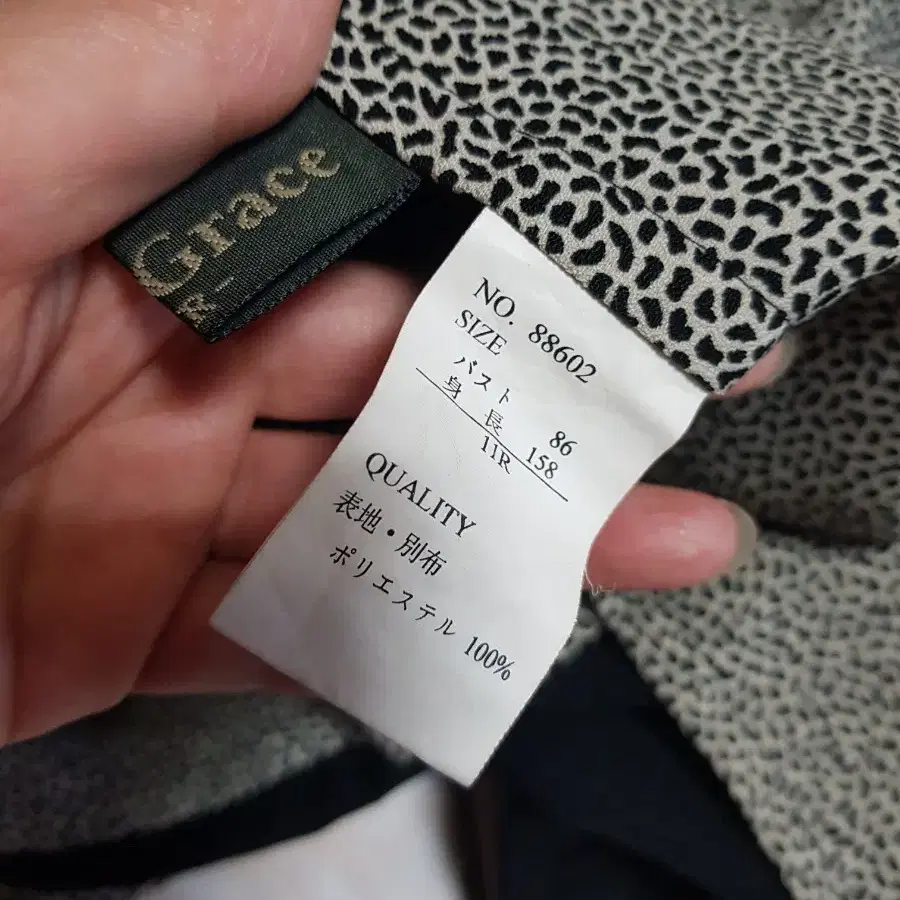 Grace
NO. 88602
SIZE
バスト 86
身長 158
11R
QUALITY
表地・別布
ポリエステル 100%